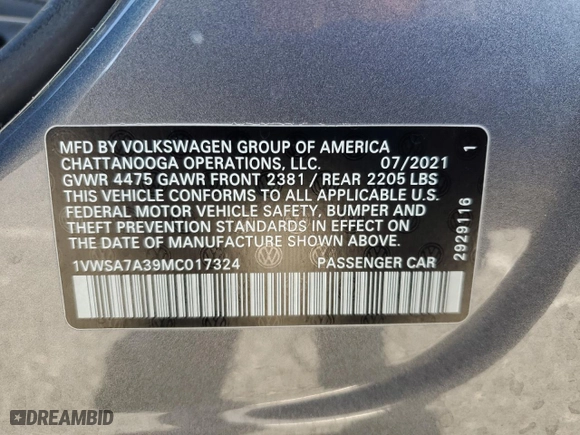 MFD BY VOLKSWAGEN GROUP OF AMERICA
CHATTANOOGA OPERATIONS, LLC. 07/2021
GVWR 4475 GAWR FRONT 2381 / REAR 2205 LBS
THIS VEHICLE CONFORMS TO ALL APPLICABLE U.S.
FEDERAL MOTOR VEHICLE SAFETY, BUMPER AND
THEFT PREVENTION STANDARDS IN EFFECT ON
THE DATE OF MANUFACTURE SHOWN ABOVE.
1VWSA7A39MC017324 PASSENGER CAR
2929116 1
DREAMBID